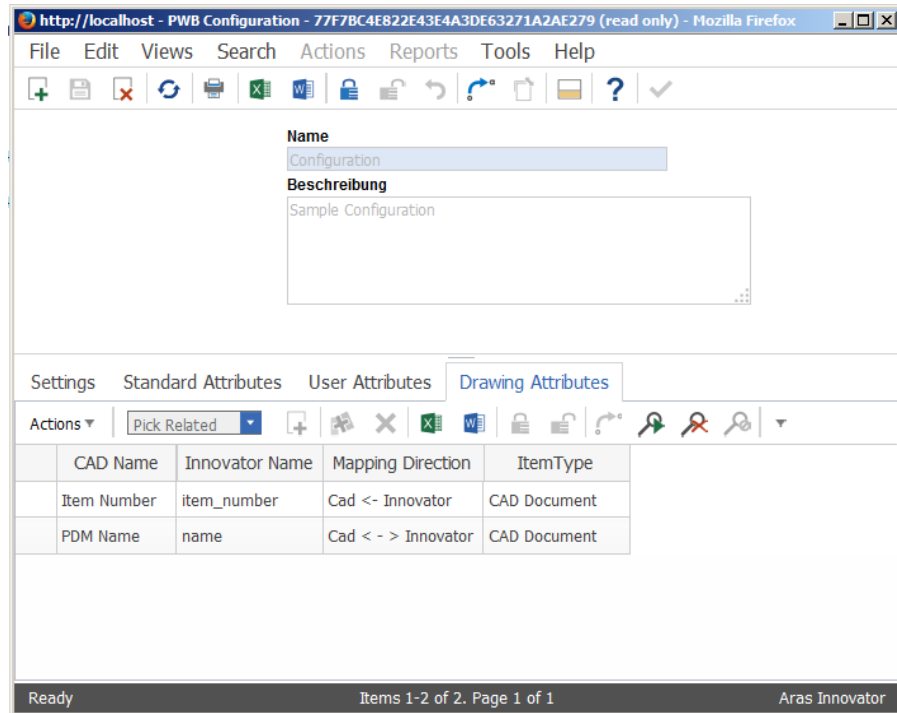 http://localhost - PWB Configuration - 77F7BC4E822E43E4A3DE63271A2AE279 (read only) - Mozilla Firefox
File Edit Views Search Actions Reports Tools Help
Name
Configuration
Beschreibung
Sample Configuration
Settings Standard Attributes User Attributes Drawing Attributes
Actions Pick Related
CAD Name Innovator Name Mapping Direction ItemType
Item Number item_number Cad <- Innovator CAD Document
PDM Name name Cad < - > Innovator CAD Document
Ready Items 1-2 of 2. Page 1 of 1 Aras Innovator